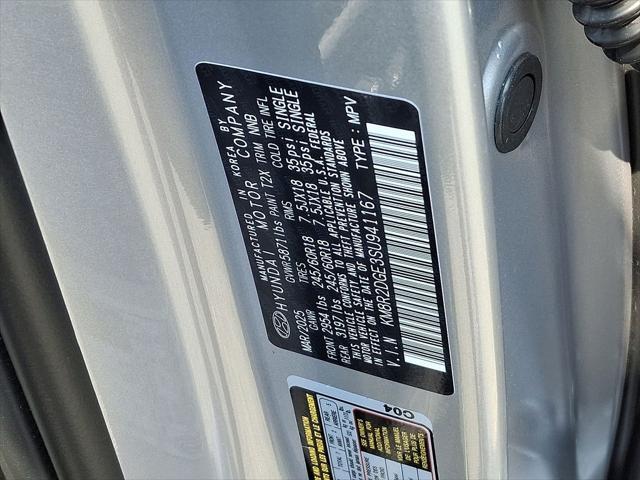 MANUFACTURED IN KOREA BY
HYUNDAI MOTOR COMPANY
GVWR 5871 lbs PAINT T2X TRIM NNB
MAR/2025 TIRES RIMS COLD TIRE INFL
GAWR
FRONT 2954 lbs 245/60R18 7.5JX18 35psi SINGLE
REAR 3197 lbs 245/60R18 7.5JX18 35psi SINGLE
THIS VEHICLE CONFORMS TO ALL APPLICABLE U.S.A. FEDERAL
MOTOR VEHICLE SAFETY AND THEFT PREVENTION STANDARDS
IN EFFECT ON THE DATE OF MANUFACTURE SHOWN ABOVE
V.I.N KM8R2DGE3SU941167 TYPE : MPV
C04